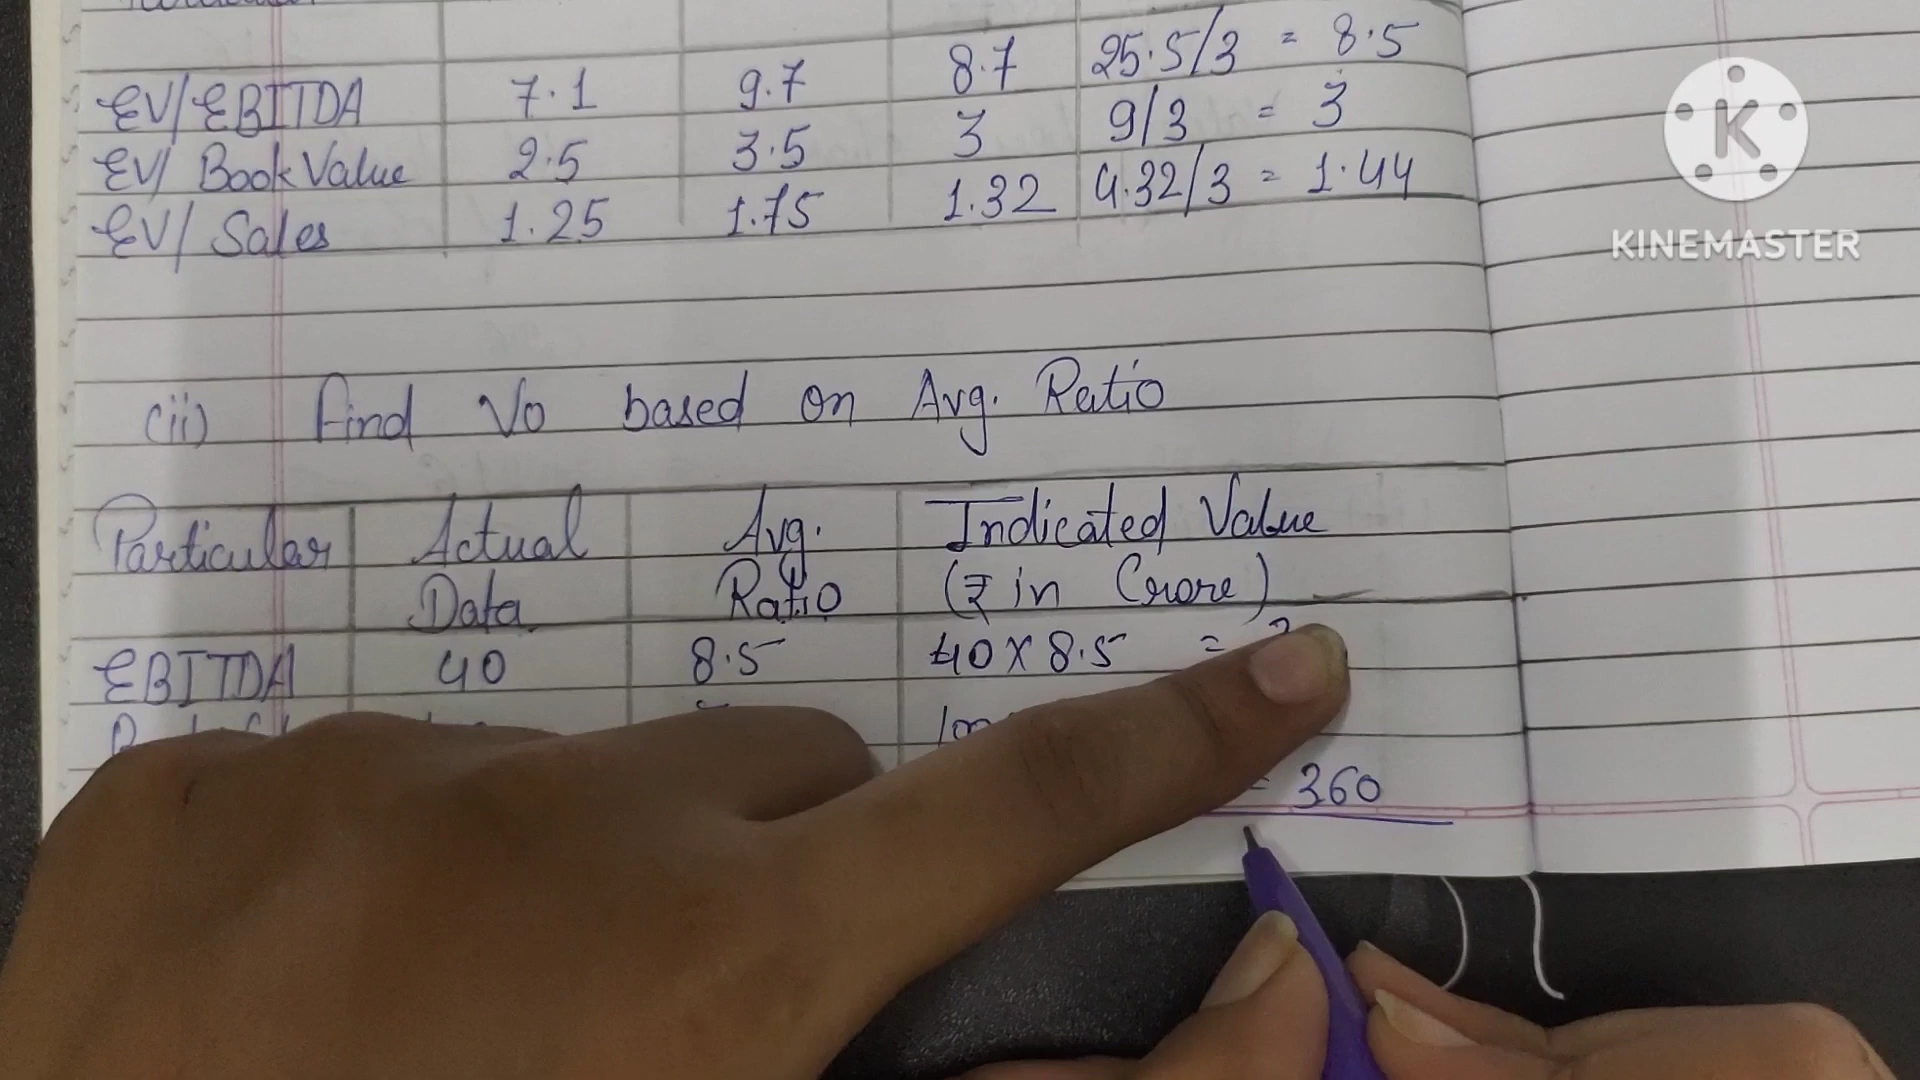 EV/EBITDA 7.1 9.7 8.7 25.5/3 = 8.5
EV/ Book Value 2.5 3.5 3 9/3 = 3
EV/ Sales 1.25 1.75 1.32 4.32/3 = 1.44
K
KINEMASTER
(ii) Find Vo based on Avg. Ratio
Particular Actual Avg. Indicated Value
Data Ratio (₹ in Crore)
EBITDA 40 8.5 40 x 8.5 =
= 360